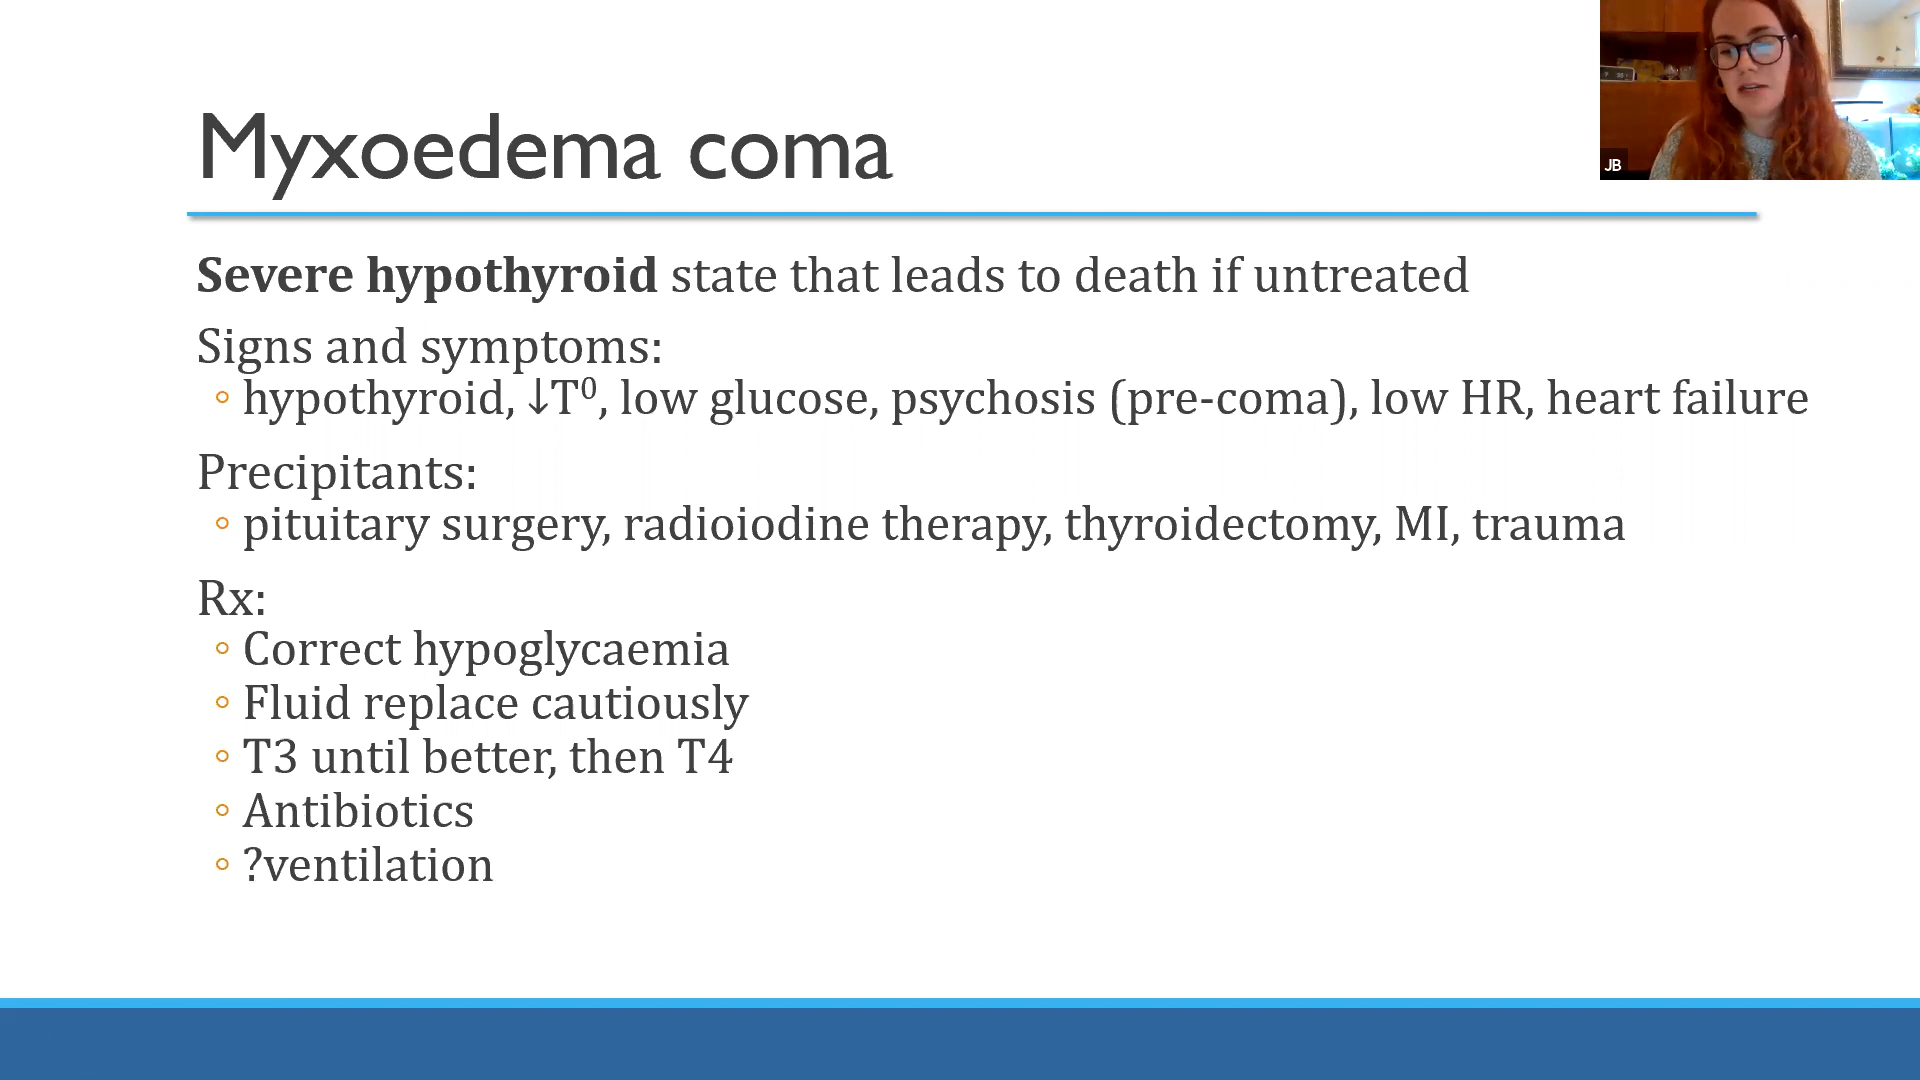 Myxoedema coma
JB
Severe hypothyroid state that leads to death if untreated
Signs and symptoms:
◦ hypothyroid, ↓T⁰, low glucose, psychosis (pre-coma), low HR, heart failure
Precipitants:
◦ pituitary surgery, radioiodine therapy, thyroidectomy, MI, trauma
Rx:
◦ Correct hypoglycaemia
◦ Fluid replace cautiously
◦ T3 until better, then T4
◦ Antibiotics
◦ ?ventilation